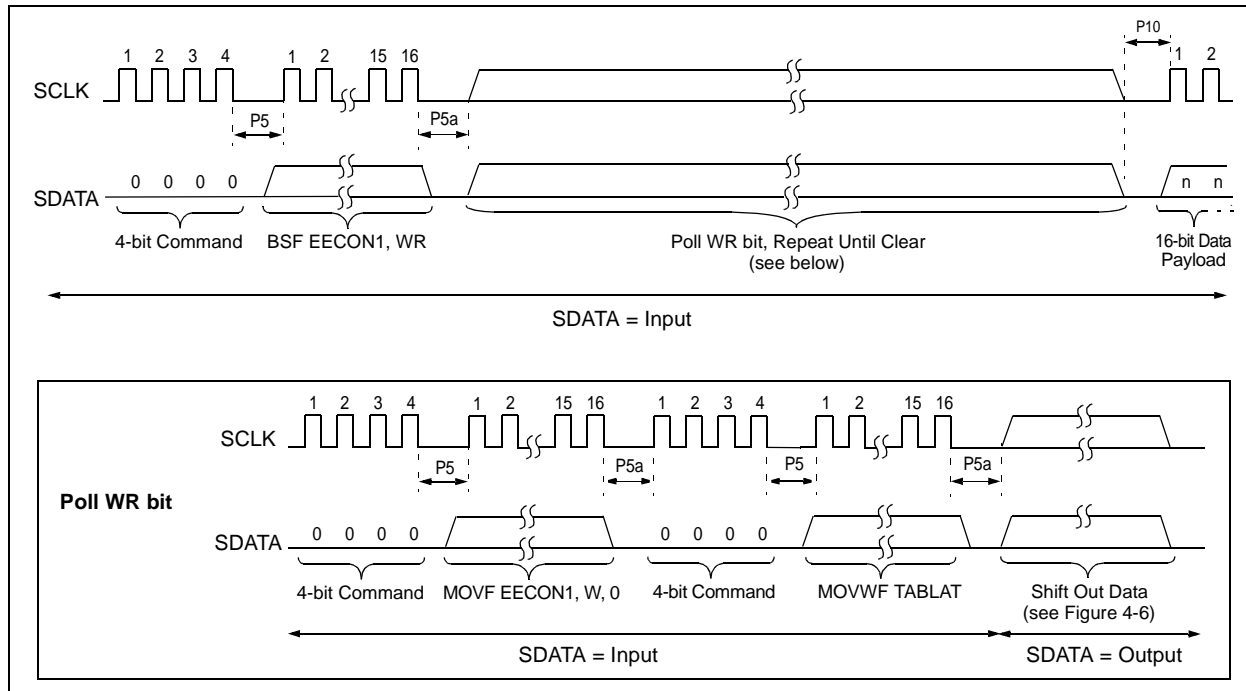 P10
1 2 3 4 1 2 15 16 1 2
SCLK
P5 P5a
0 0 0 0 n n
SDATA
4-bit Command BSF EECON1, WR Poll WR bit, Repeat Until Clear 16-bit Data
(see below) Payload
SDATA = Input
1 2 3 4 1 2 15 16 1 2 3 4 1 2 15 16
SCLK
P5 P5a P5 P5a
Poll WR bit
0 0 0 0 0 0 0 0
SDATA
4-bit Command MOVF EECON1, W, 0 4-bit Command MOVWF TABLAT Shift Out Data
(see Figure 4-6)
SDATA = Input SDATA = Output